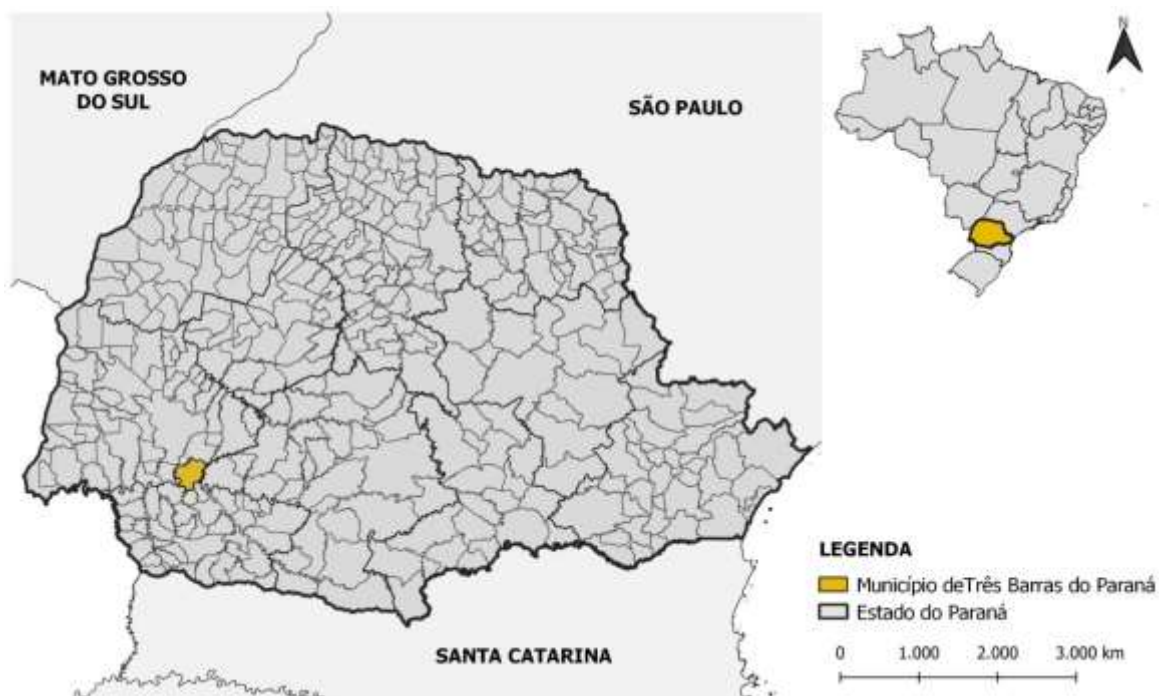 N
MATO GROSSO
DO SUL
SÃO PAULO
LEGENDA
Município deTrês Barras do Paraná
Estado do Paraná
SANTA CATARINA
0 1.000 2.000 3.000 km